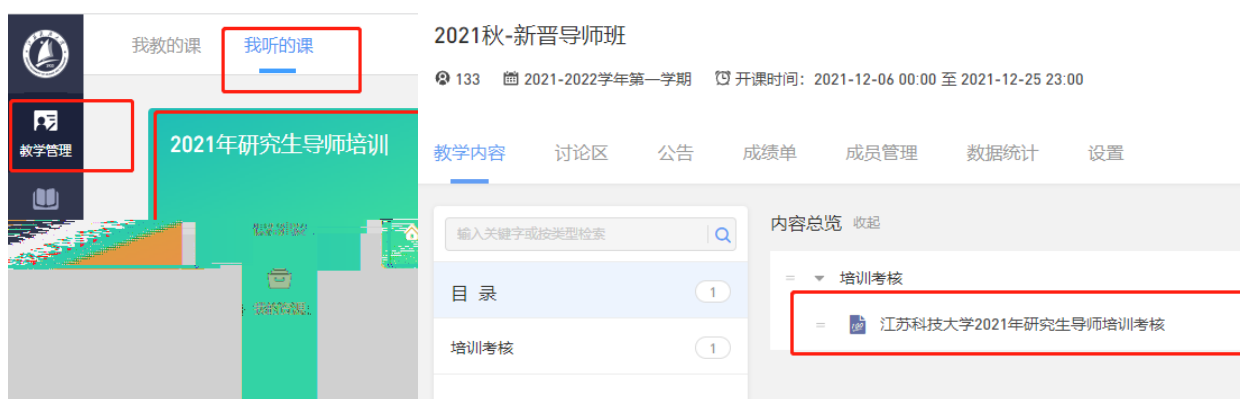 我教的课
我听的课
教学管理
2021年研究生导师培训
2021秋-新晋导师班
133
2021-2022学年第一学期
开课时间：2021-12-06 00:00 至 2021-12-25 23:00
教学内容
讨论区
公告
成绩单
成员管理
数据统计
设置
输入关键字或按类型检索
目 录
1
培训考核
1
内容总览 收起
培训考核
江苏科技大学2021年研究生导师培训考核